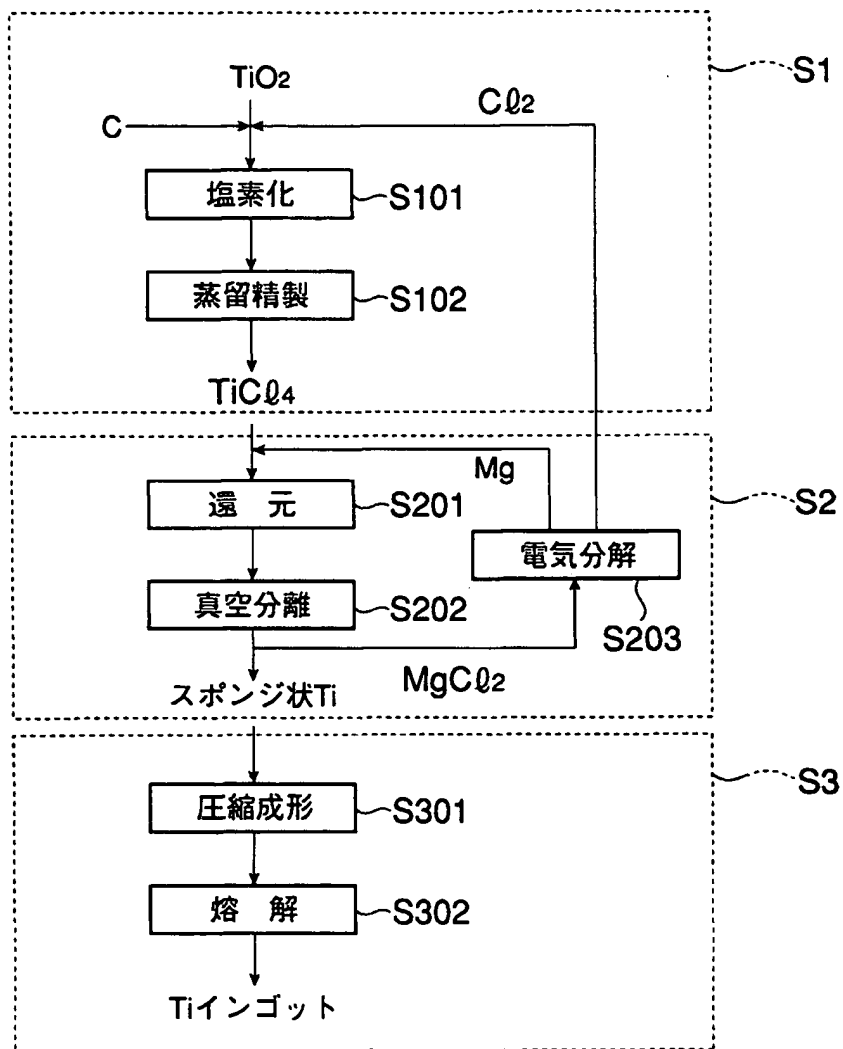 S1
TiO2
Cℓ2
C
塩素化
S101
蒸留精製
S102
TiCℓ4
Mg
S2
還 元
S201
電気分解
真空分離
S202
S203
MgCℓ2
スポンジ状Ti
S3
圧縮成形
S301
熔 解
S302
Tiインゴット